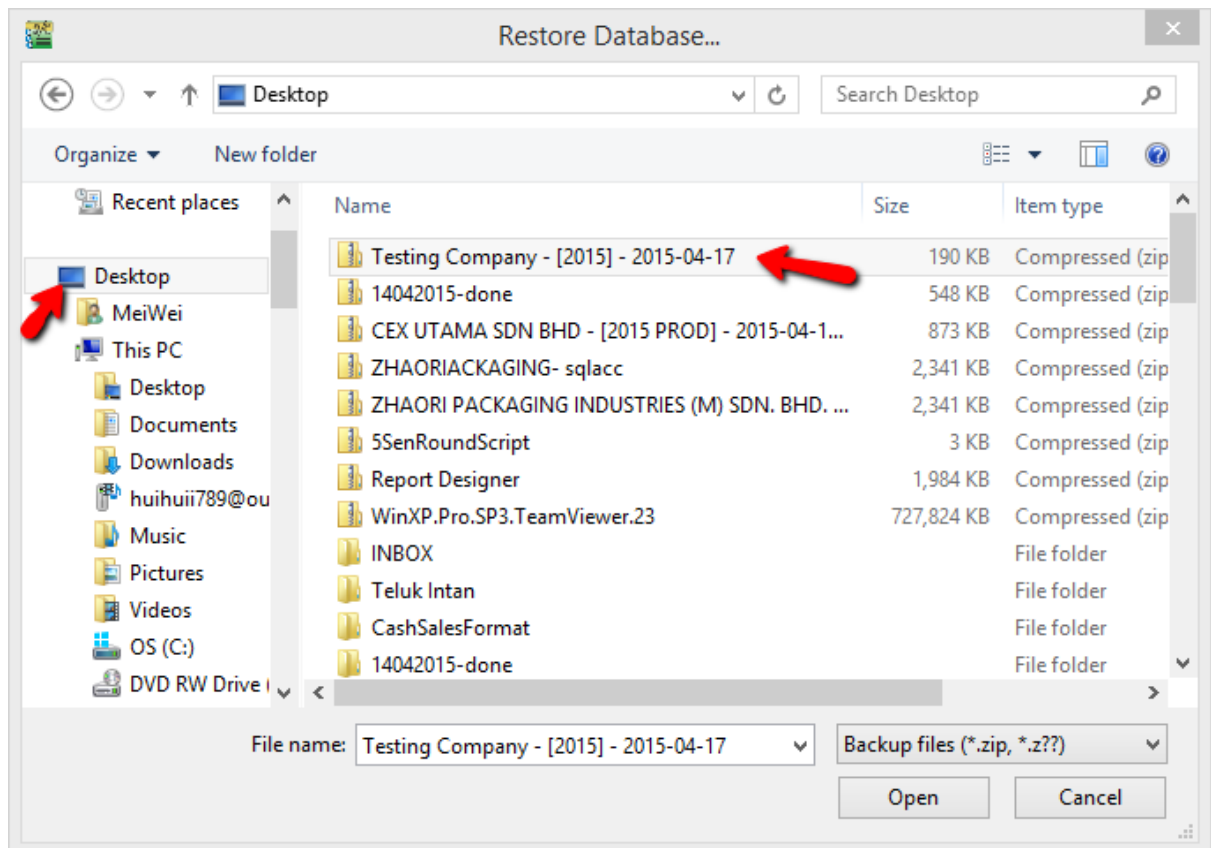 Restore Database...
Desktop
Search Desktop
Organize
New folder
Recent places
Desktop
MeiWei
This PC
Desktop
Documents
Downloads
huihuii789@ou
Music
Pictures
Videos
OS (C:)
DVD RW Drive (
Name Size Item type
Testing Company - [2015] - 2015-04-17 190 KB Compressed (zip
14042015-done 548 KB Compressed (zip
CEX UTAMA SDN BHD - [2015 PROD] - 2015-04-1... 873 KB Compressed (zip
ZHAORIACKAGING- sqlacc 2,341 KB Compressed (zip
ZHAORI PACKAGING INDUSTRIES (M) SDN. BHD. ... 2,341 KB Compressed (zip
5SenRoundScript 3 KB Compressed (zip
Report Designer 1,984 KB Compressed (zip
WinXP.Pro.SP3.TeamViewer.23 727,824 KB Compressed (zip
INBOX File folder
Teluk Intan File folder
CashSalesFormat File folder
14042015-done File folder
File name: Testing Company - [2015] - 2015-04-17 Backup files (*.zip, *.z??)
Open Cancel